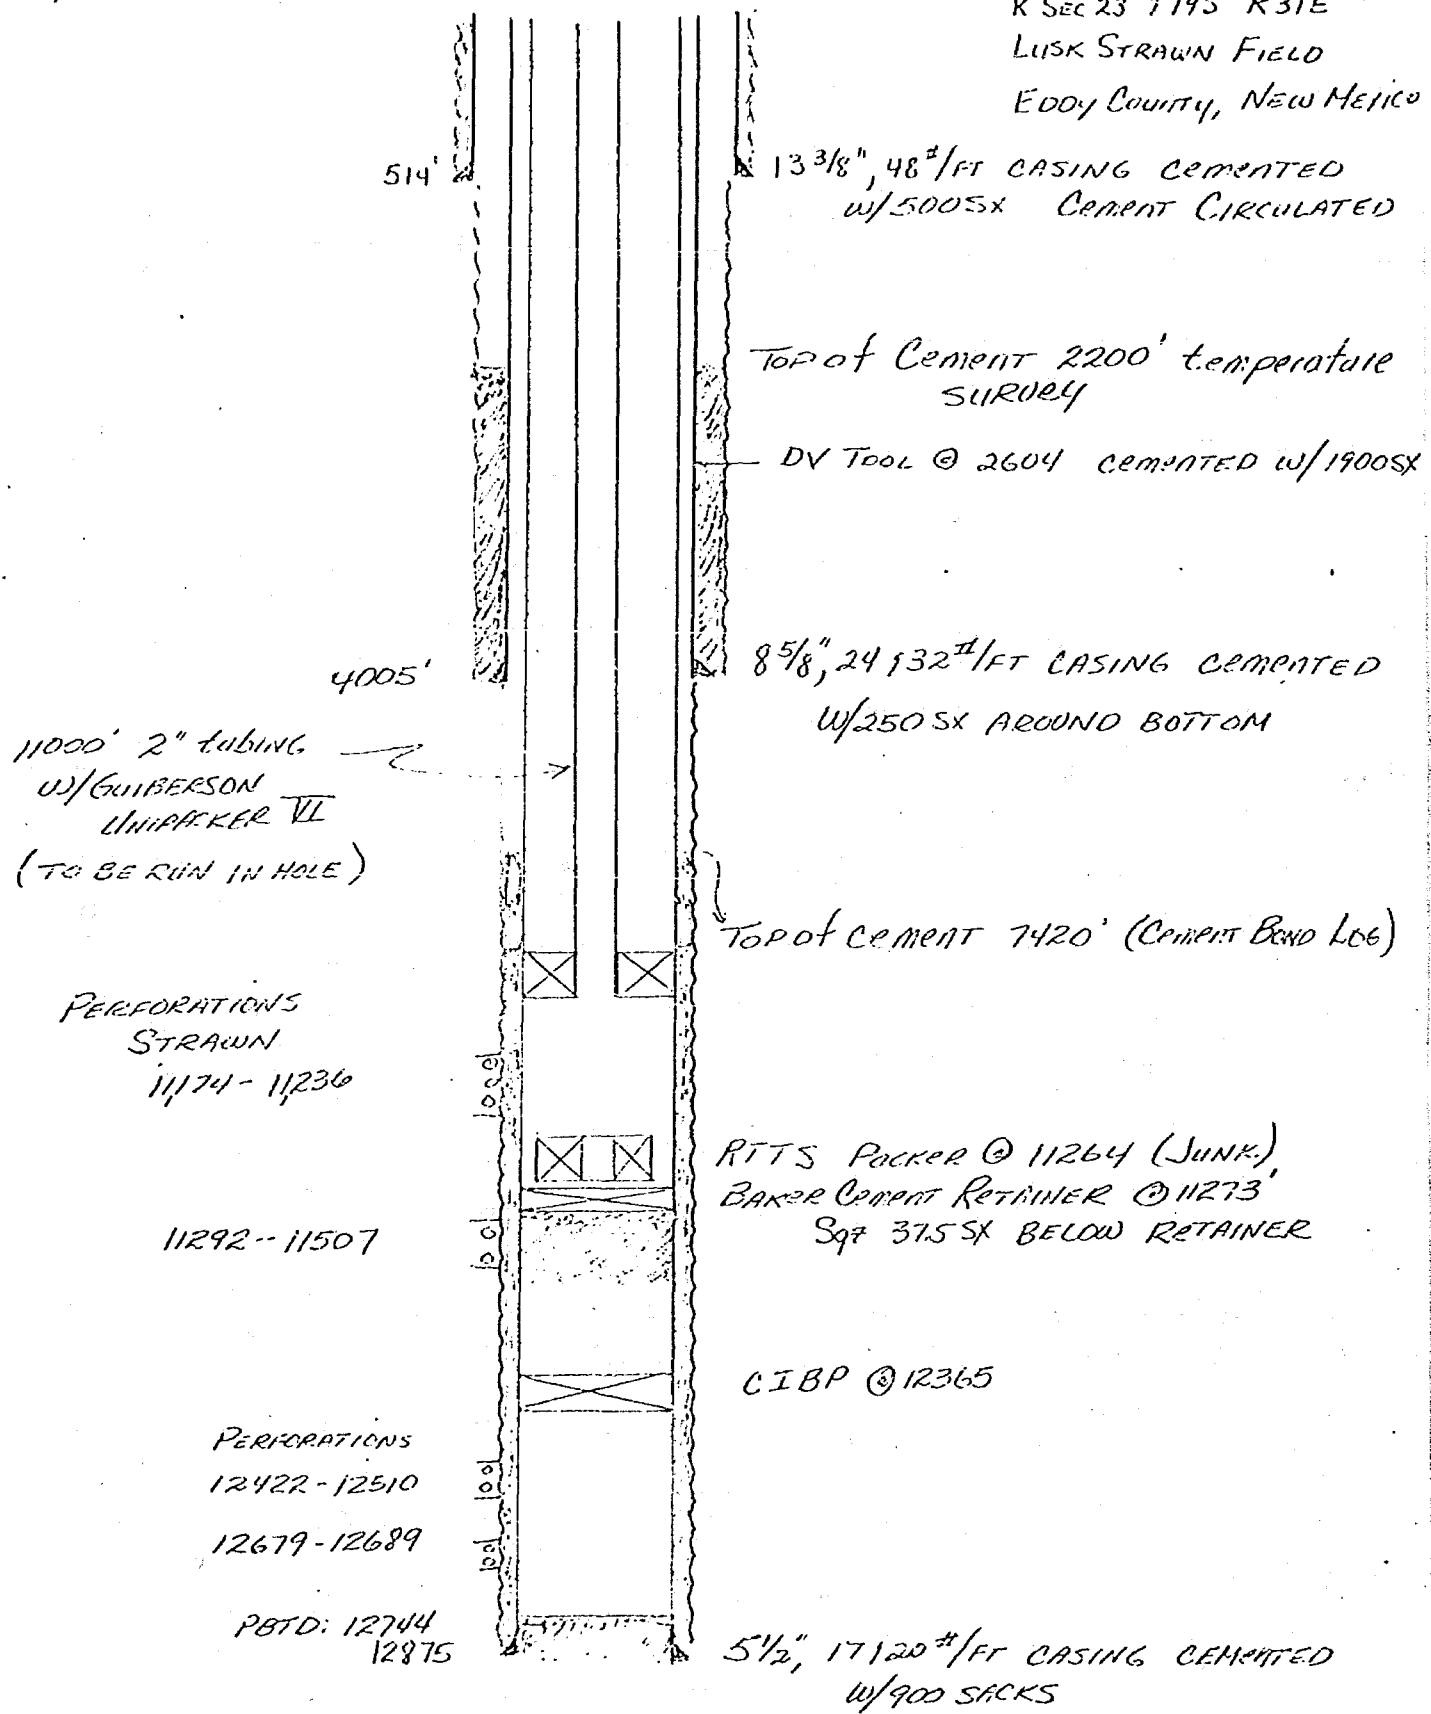 K SEC 23 T19S R31E
LUSK STRAWN FIELD
EDDY COUNTY, NEW MEXICO
514'
13 3/8", 48#/FT CASING CEMENTED
W/500SX CEMENT CIRCULATED
TOP of CEMENT 2200' temperature
SURVEY
DV TOOL @ 2604 CEMENTED W/1900SX
4005'
8 5/8", 24 & 32#/FT CASING CEMENTED
W/250 SX AROUND BOTTOM
11000' 2" tubING
W/GUIBERSON
UNIPACKER VI
(TO BE RUN IN HOLE)
TOP of CEMENT 7420' (CEMENT BOND LOG)
PERFORATIONS
STRAWN
11,174 - 11,236
RTTS PACKER @ 11264 (JUNK)
BAKER CEMENT RETAINER @ 11273'
Sqz 375 SX BELOW RETAINER
11292 - 11507
CIBP @ 12365
PERFORATIONS
12422 - 12510
12679 - 12689
PBTD: 12744
12875
5 1/2", 17 & 20#/FT CASING CEMENTED
W/900 SACKS